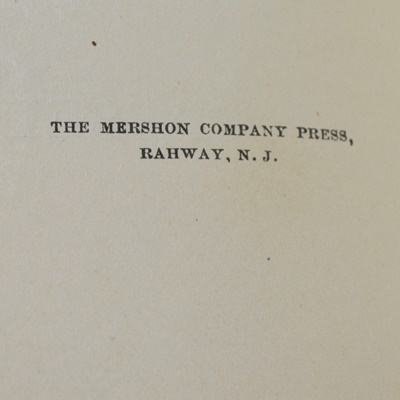 THE MERSHON COMPANY PRESS,
RAHWAY, N. J.